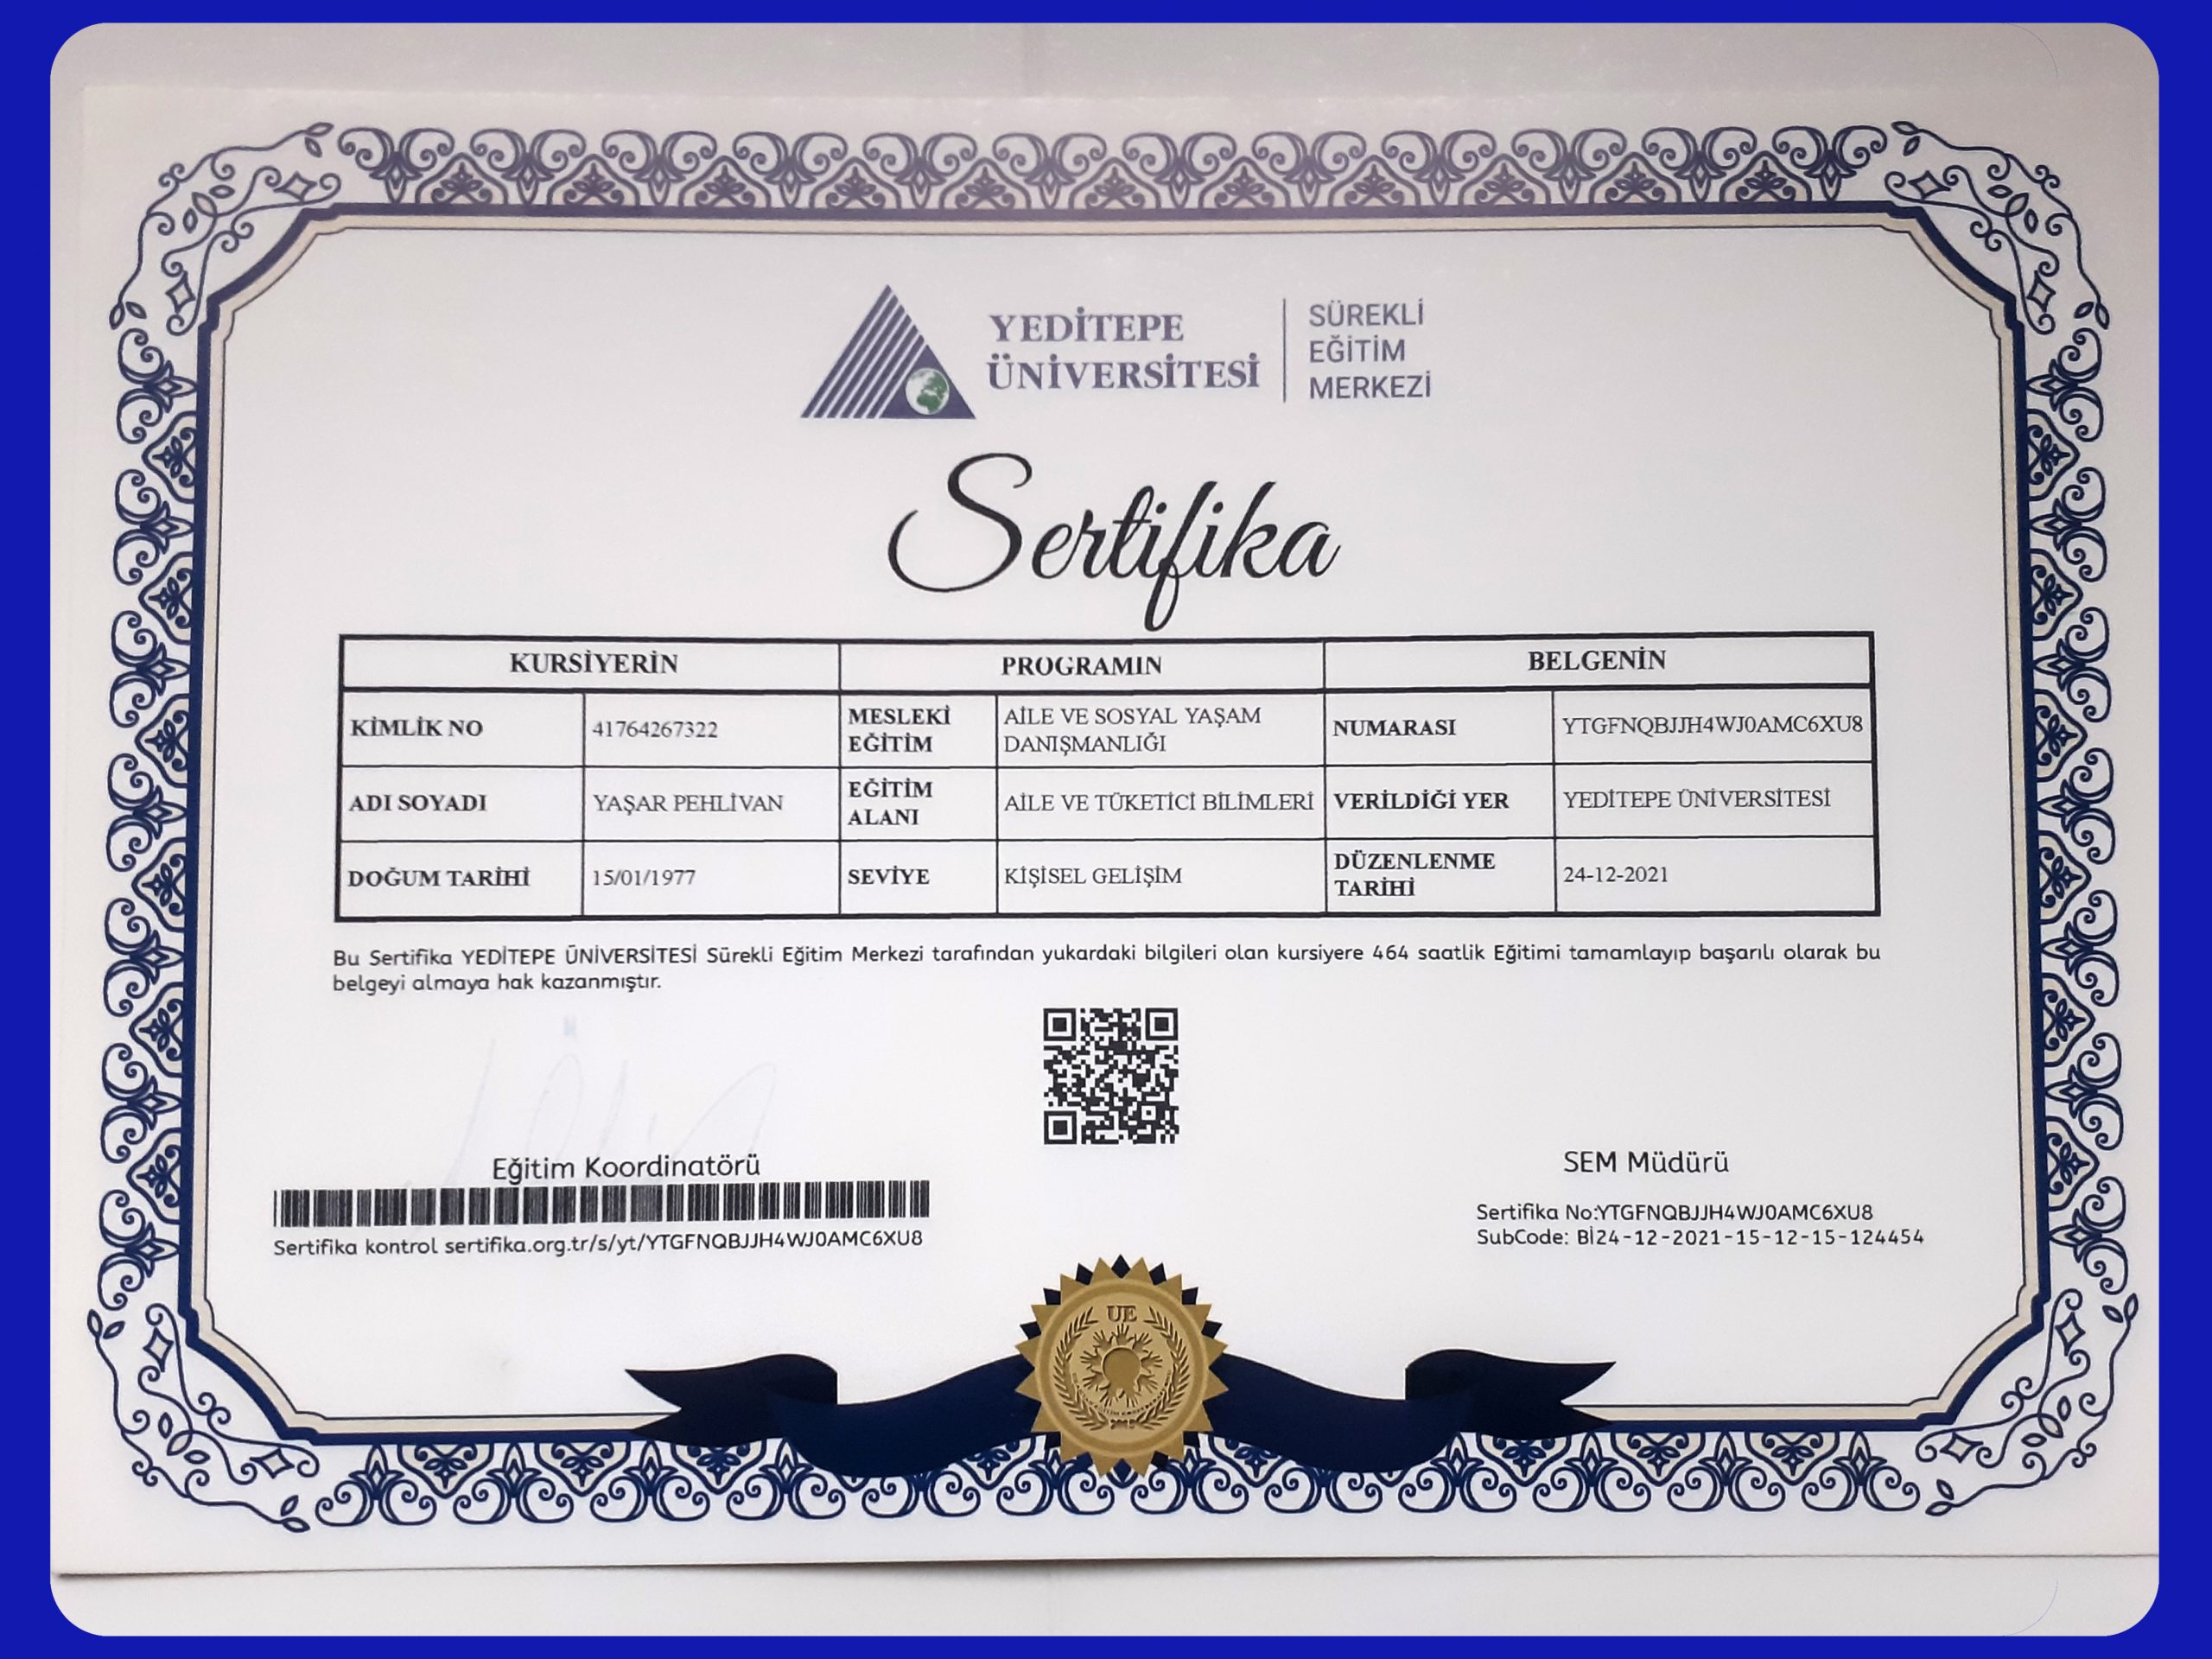 YEDİTEPE
ÜNİVERSİTESİ
SÜREKLİ
EĞİTİM
MERKEZİ
Sertifika
KURSİYERİN PROGRAMIN BELGENİN
KİMLİK NO 41764267322 MESLEKİ EĞİTİM AİLE VE SOSYAL YAŞAM DANIŞMANLIĞI NUMARASI YTGFNQBJJH4WJ0AMC6XU8
ADI SOYADI YAŞAR PEHLİVAN EĞİTİM ALANI AİLE VE TÜKETİCİ BİLİMLERİ VERİLDİĞİ YER YEDİTEPE ÜNİVERSİTESİ
DOĞUM TARİHİ 15/01/1977 SEVİYE KİŞİSEL GELİŞİM DÜZENLENME TARİHİ 24-12-2021
Bu Sertifika YEDİTEPE ÜNİVERSİTESİ Sürekli Eğitim Merkezi tarafından yukardaki bilgileri olan kursiyere 464 saatlik Eğitimi tamamlayıp başarılı olarak bu
belgeyi almaya hak kazanmıştır.
Eğitim Koordinatörü
Sertifika kontrol sertifika.org.tr/s/yt/YTGFNQBJJH4WJ0AMC6XU8
SEM Müdürü
Sertifika No:YTGFNQBJJH4WJ0AMC6XU8
SubCode: Bİ24-12-2021-15-12-15-124454
UE